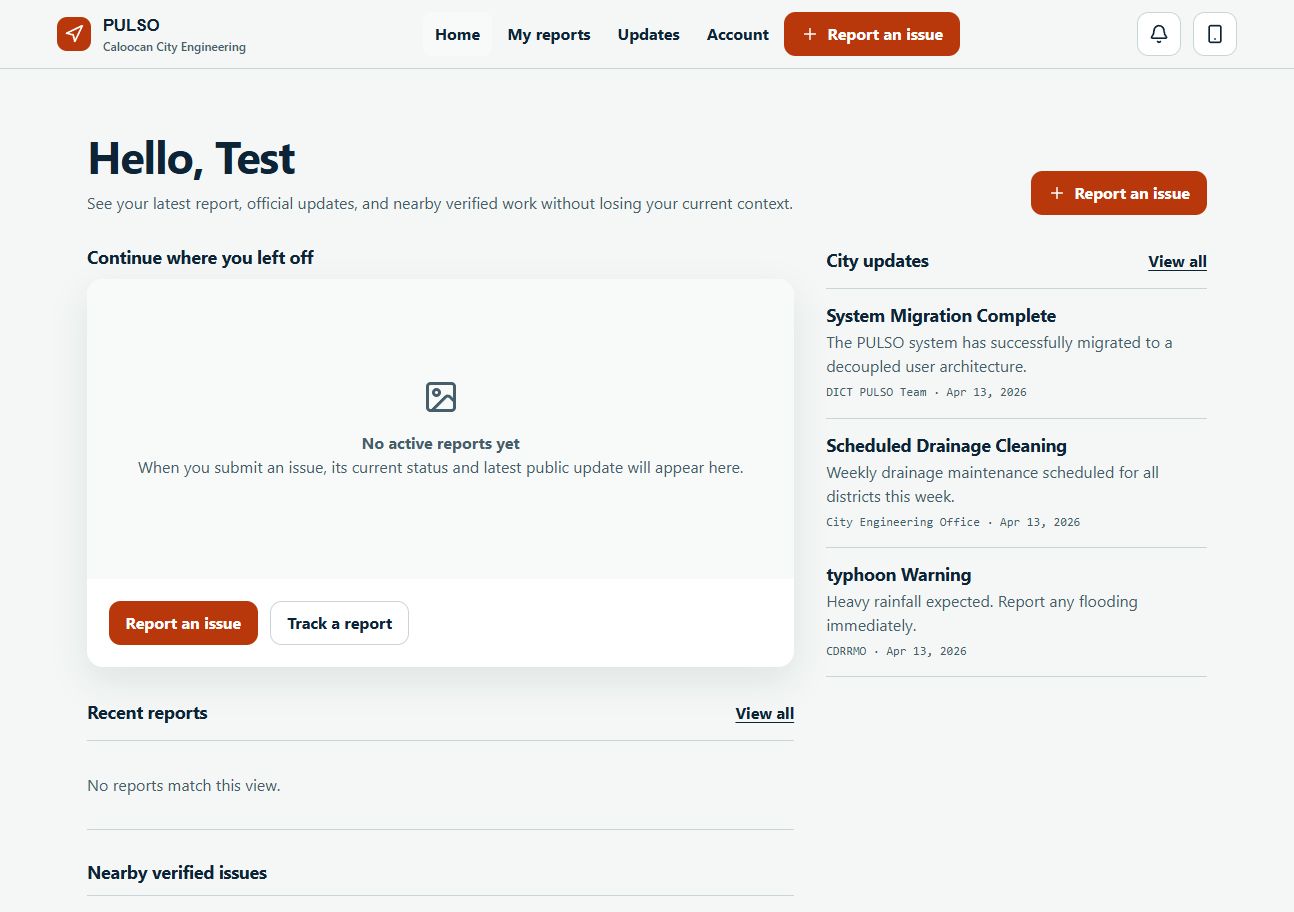 PULSO
Caloocan City Engineering
Home
My reports
Updates
Account
Report an issue
Hello, Test
See your latest report, official updates, and nearby verified work without losing your current context.
Report an issue
Continue where you left off
No active reports yet
When you submit an issue, its current status and latest public update will appear here.
Report an issue
Track a report
Recent reports
View all
No reports match this view.
Nearby verified issues
City updates
View all
System Migration Complete
The PULSO system has successfully migrated to a
decoupled user architecture.
DICT PULSO Team · Apr 13, 2026
Scheduled Drainage Cleaning
Weekly drainage maintenance scheduled for all
districts this week.
City Engineering Office · Apr 13, 2026
typhoon Warning
Heavy rainfall expected. Report any flooding
immediately.
CDRRMO · Apr 13, 2026